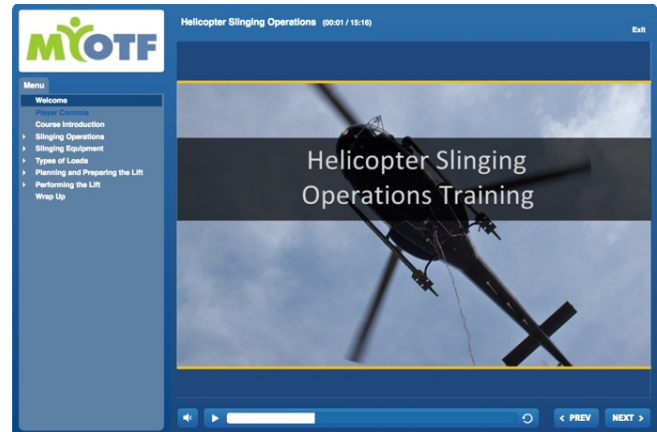 MYOTF
Helicopter Slinging Operations (00:01 / 15:16)
Exit
Menu
Welcome
Player Controls
Course Introduction
Slinging Operations
Slinging Equipment
Types of Loads
Planning and Preparing the Lift
Performing the Lift
Wrap Up
Helicopter Slinging
Operations Training
< PREV
NEXT >